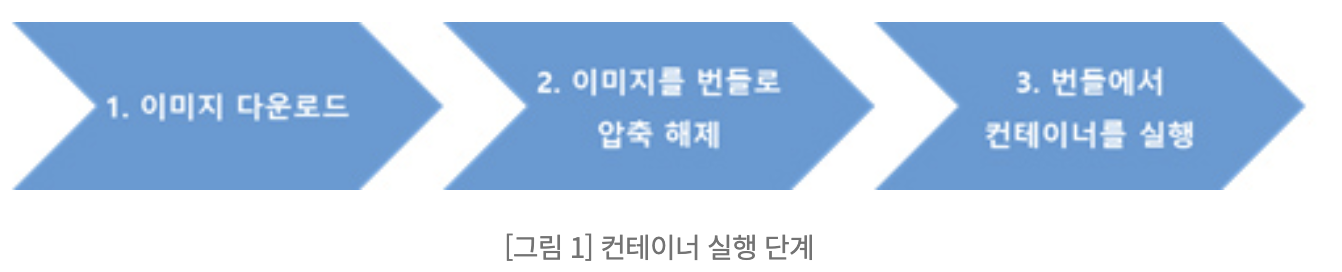 1. 이미지 다운로드
2. 이미지를 번들로
압축 해제
3. 번들에서
컨테이너를 실행
[그림 1] 컨테이너 실행 단계